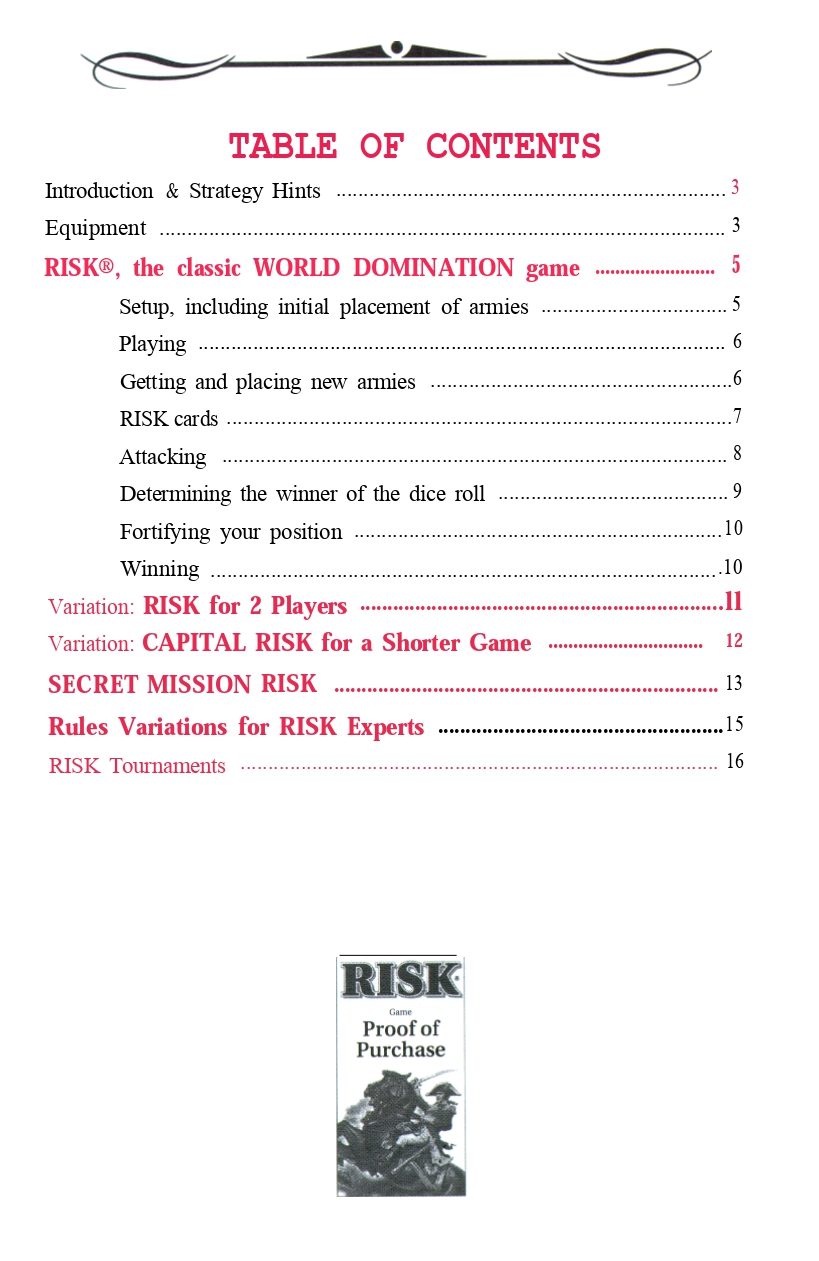 TABLE OF CONTENTS
Introduction & Strategy Hints ........................................................................ 3
Equipment ........................................................................................................ 3
RISK®, the classic WORLD DOMINATION game ........................ 5
Setup, including initial placement of armies .................................. 5
Playing ................................................................................................ 6
Getting and placing new armies .......................................................6
RISK cards .............................................................................................7
Attacking ............................................................................................ 8
Determining the winner of the dice roll .......................................... 9
Fortifying your position ...................................................................10
Winning .............................................................................................10
Variation: RISK for 2 Players ..................................................................11
Variation: CAPITAL RISK for a Shorter Game .............................. 12
SECRET MISSION RISK ...................................................................... 13
Rules Variations for RISK Experts ....................................................15
RISK Tournaments ........................................................................................ 16
RISK®
Game
Proof of
Purchase